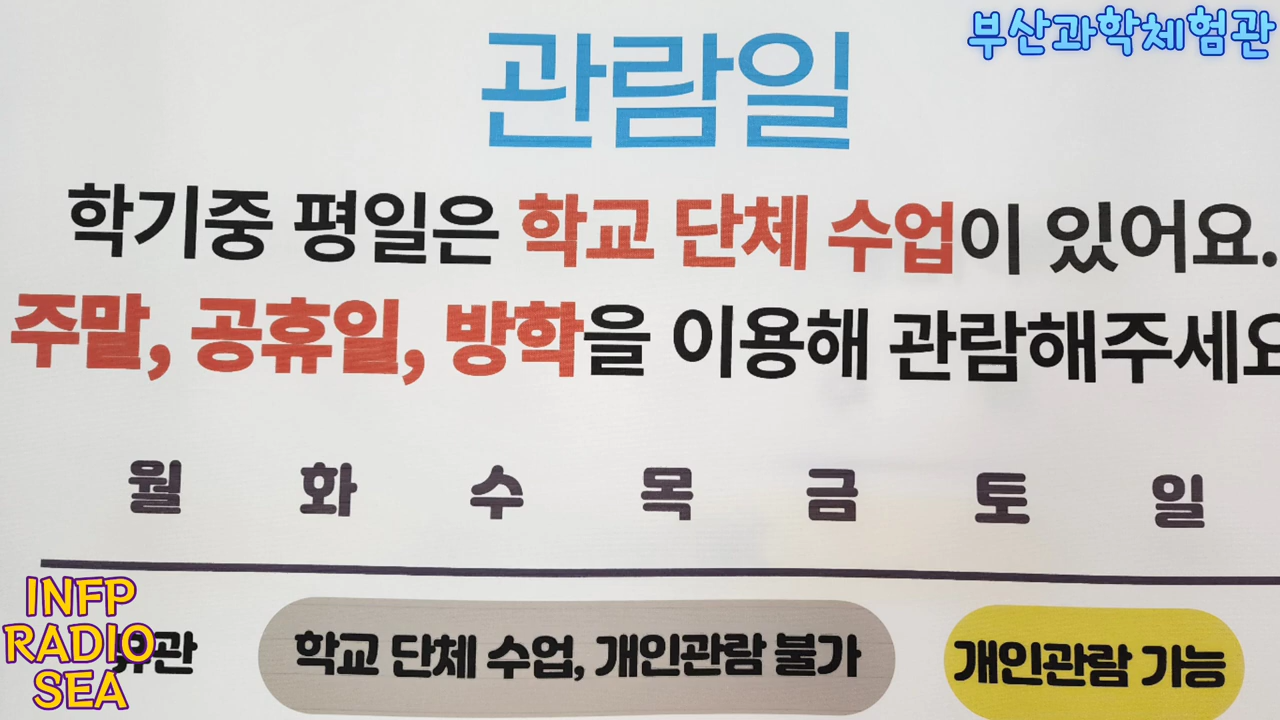 부산과학체험관
관람일
학기중 평일은 학교 단체 수업이 있어요.
주말, 공휴일, 방학을 이용해 관람해주세요
월 화 수 목 금 토 일
학교 단체 수업, 개인관람 불가 개인관람 가능
INFP
RADIO
SEA